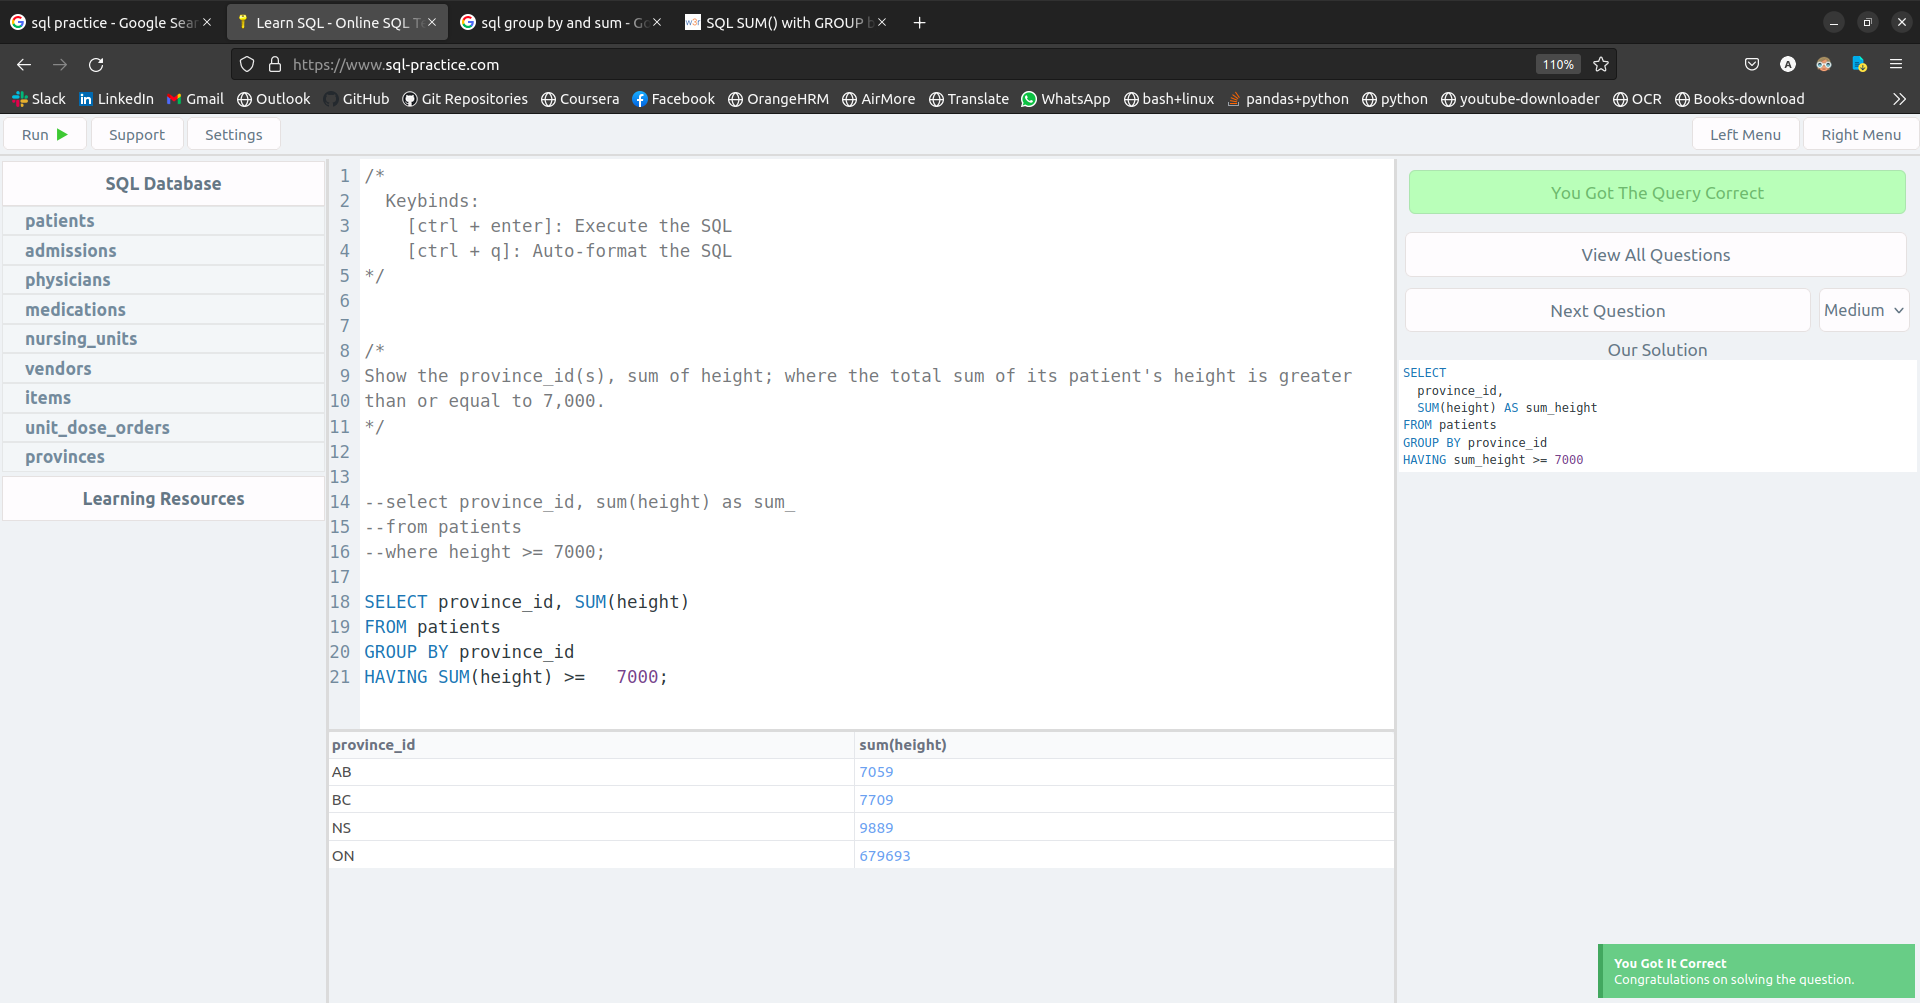 sql practice - Google Sear
Learn SQL - Online SQL Te
sql group by and sum - Go
SQL SUM() with GROUP b
https://www.sql-practice.com
110%
Slack LinkedIn Gmail Outlook GitHub Git Repositories Coursera Facebook OrangeHRM AirMore Translate WhatsApp bash+linux pandas+python python youtube-downloader OCR Books-download
Run Support Settings Left Menu Right Menu
SQL Database
patients
admissions
physicians
medications
nursing_units
vendors
items
unit_dose_orders
provinces
Learning Resources
1 /*
2 Keybinds:
3 [ctrl + enter]: Execute the SQL
4 [ctrl + q]: Auto-format the SQL
5 */
6
7
8 /*
9 Show the province_id(s), sum of height; where the total sum of its patient's height is greater
10 than or equal to 7,000.
11 */
12
13
14 --select province_id, sum(height) as sum_
15 --from patients
16 --where height >= 7000;
17
18 SELECT province_id, SUM(height)
19 FROM patients
20 GROUP BY province_id
21 HAVING SUM(height) >= 7000;
province_id sum(height)
AB 7059
BC 7709
NS 9889
ON 679693
You Got The Query Correct
View All Questions
Next Question Medium
Our Solution
SELECT
province_id,
SUM(height) AS sum_height
FROM patients
GROUP BY province_id
HAVING sum_height >= 7000
You Got It Correct
Congratulations on solving the question.